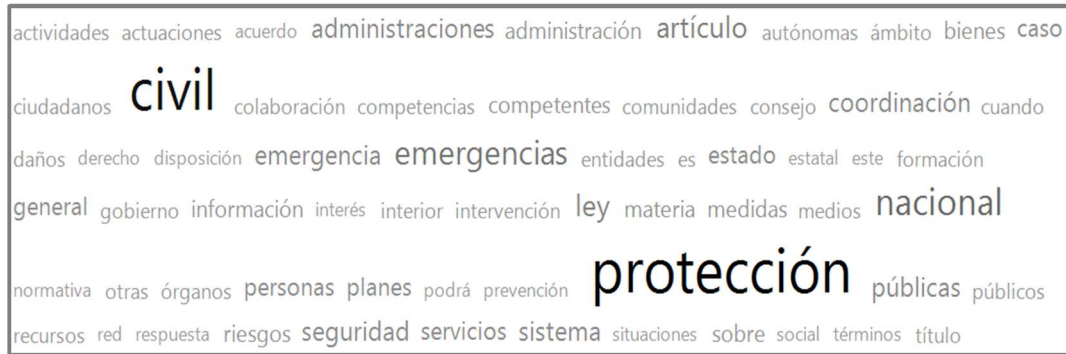 actividades actuaciones acuerdo administraciones administración artículo autónomas ámbito bienes caso
ciudadanos civil colaboración competencias competentes comunidades consejo coordinación cuando
daños derecho disposición emergencia emergencias entidades es estado estatal este formación
general gobierno información interés interior intervención ley materia medidas medios nacional
normativa otras órganos personas planes podrá prevención protección públicas públicos
recursos red respuesta riesgos seguridad servicios sistema situaciones sobre social términos título